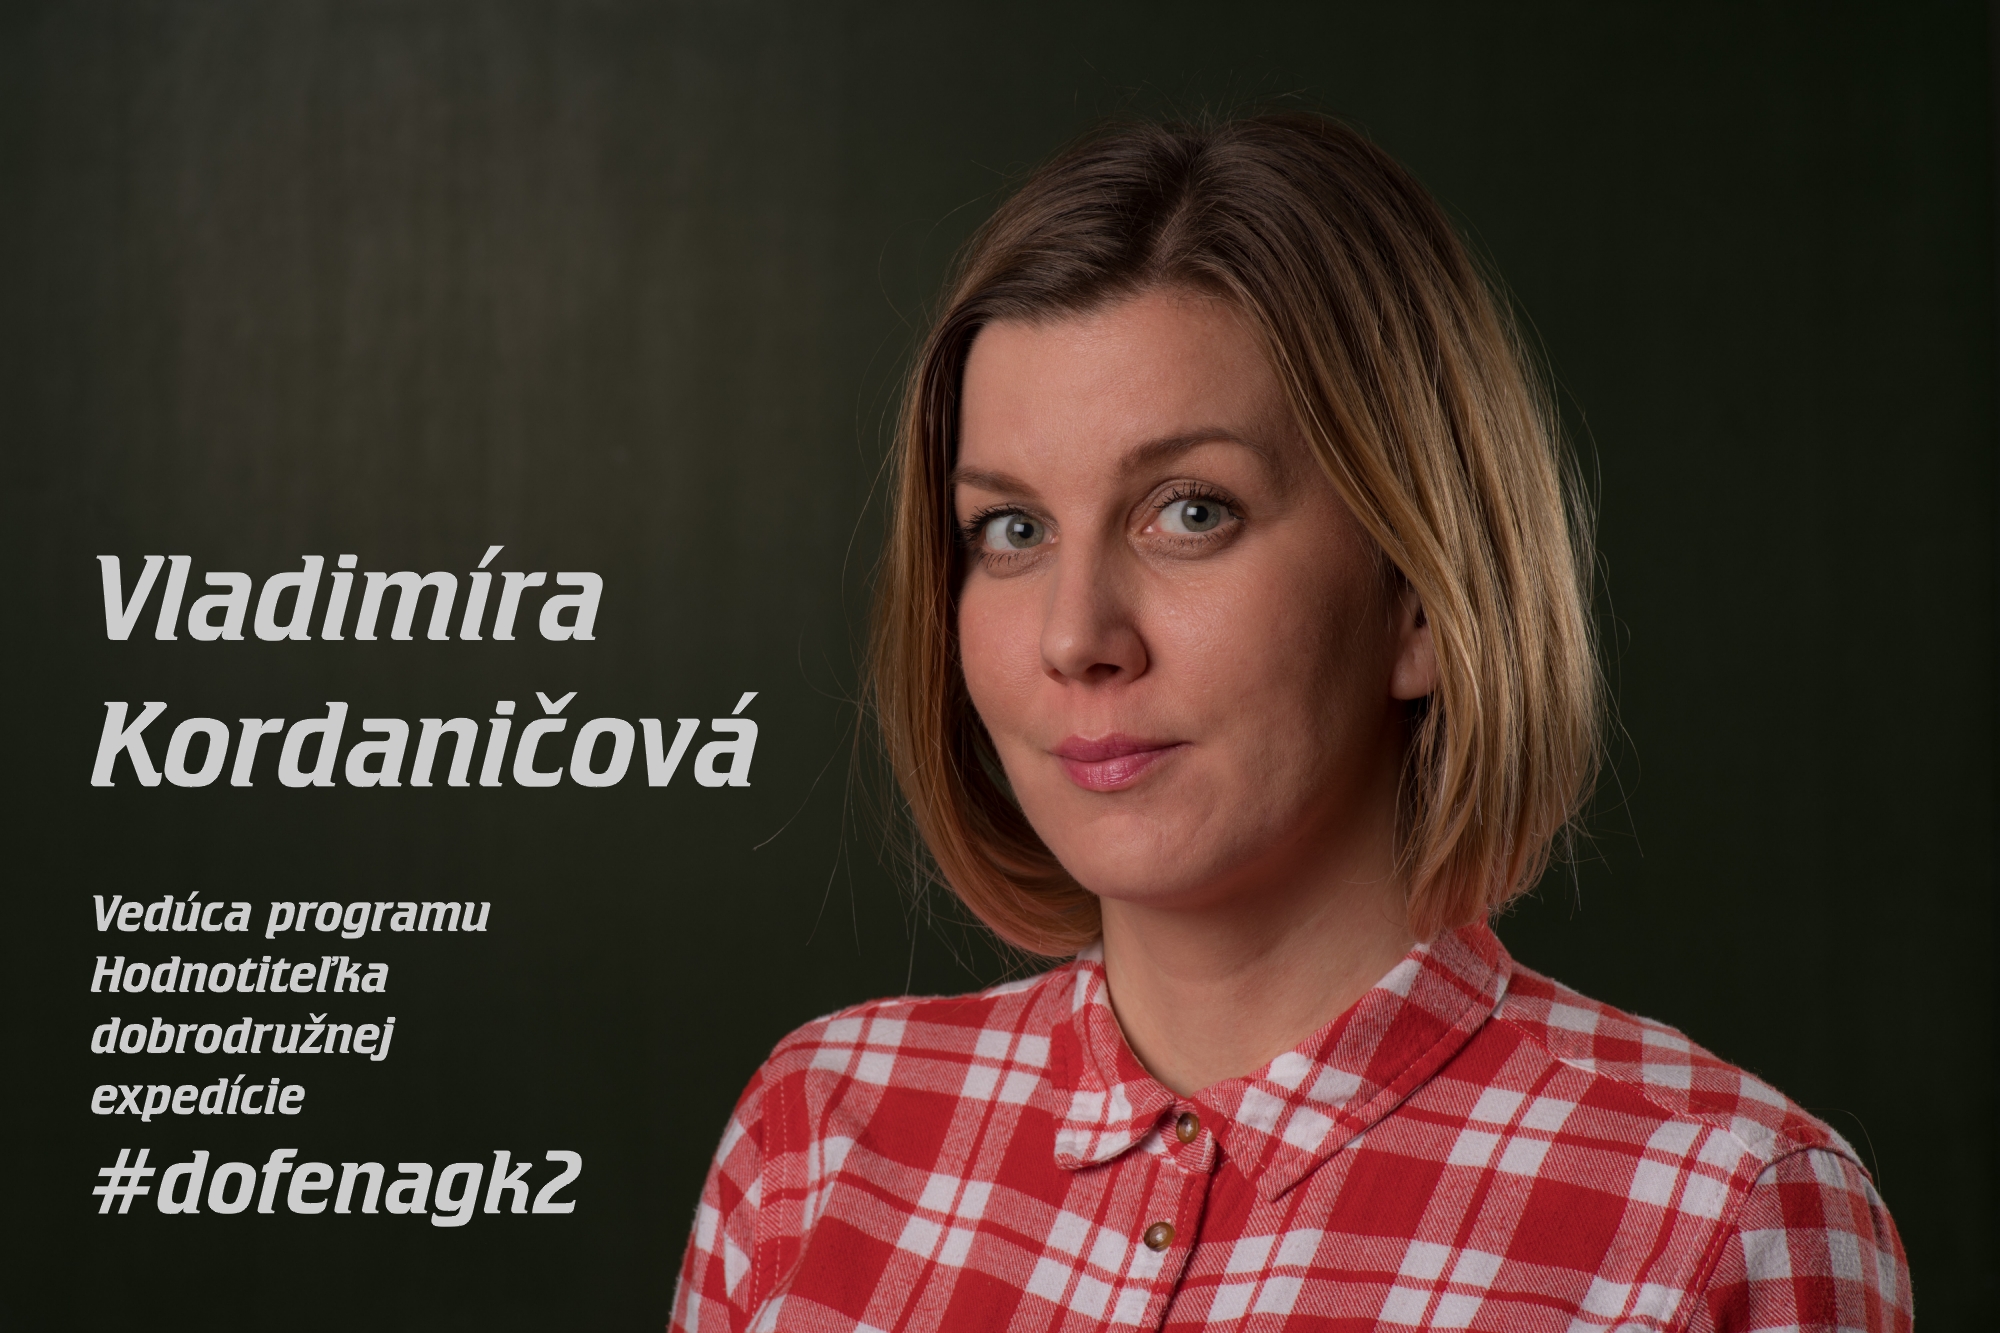 Vladimíra
Kordaničová
Vedúca programu
Hodnotiteľka
dobrodružnej
expedície
#dofenagk2